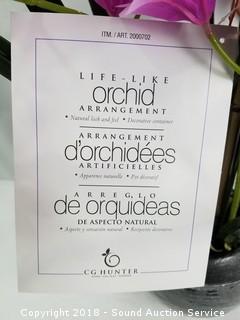 ITM. / ART. 2000702
LIFE-LIKE
orchid
ARRANGEMENT
• Natural look and feel • Decorative container
ARRANGEMENT
d'orchidées
ARTIFICIELLES
• Apparence naturelle • Pot décoratif
ARREGLO
de orquideas
DE ASPECTO NATURAL
• Aspecto y sensación natural • Recipiente decorativo
CG HUNTER
Copyright 2018 - Sound Auction Service